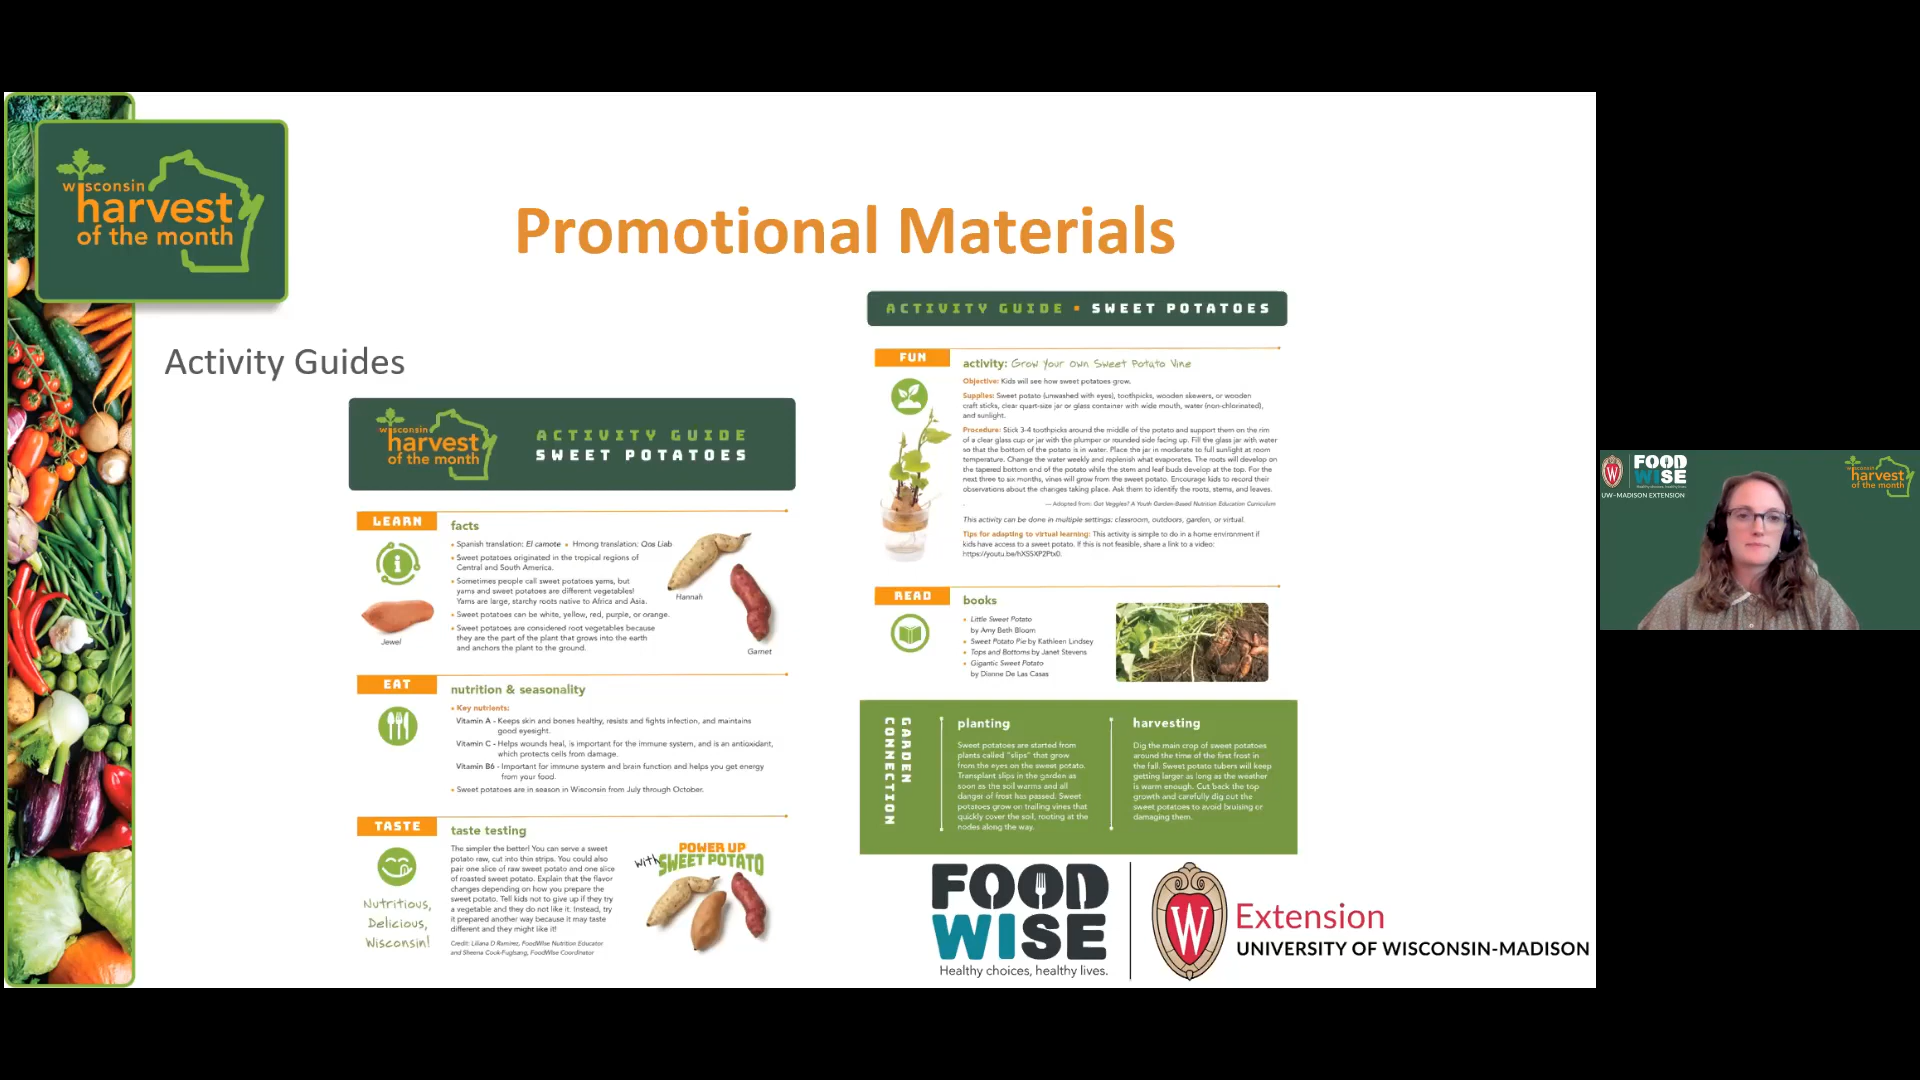 wisconsin
harvest
of the month
Promotional Materials
Activity Guides
wisconsin
harvest
of the month
ACTIVITY GUIDE
SWEET POTATOES
LEARN
facts
• Spanish translation: El camote • Hmong translation: Qos Liab
• Sweet potatoes originated in the tropical regions of
Central and South America.
• Sometimes people call sweet potatoes yams, but
yams and sweet potatoes are different vegetables!
Yams are large, starchy roots native to Africa and Asia.
• Sweet potatoes can be white, yellow, red, purple, or orange.
• Sweet potatoes are considered root vegetables because
they are the part of the plant that grows into the earth
and anchors the plant to the ground.
Jewel
Hannah
Garnet
EAT
nutrition & seasonality
• Key nutrients:
Vitamin A - Keeps skin and bones healthy, resists and fights infection, and maintains
good eyesight.
Vitamin C - Helps wounds heal, is important for the immune system, and is an antioxidant,
which protects cells from damage.
Vitamin B6 - Important for immune system and brain function and helps you get energy
from your food.
• Sweet potatoes are in season in Wisconsin from July through October.
TASTE
taste testing
The simpler the better! You can serve a sweet
potato raw, cut into thin strips. You could also
pair one slice of raw sweet potato and one slice
of roasted sweet potato. Explain that the flavor
changes depending on how you prepare the
sweet potato. Tell kids not to give up if they try
a vegetable and they do not like it. Instead, try
it prepared another way because it may taste
different and they might like it!
Credit: Liliana D Ramirez, FoodWise Nutrition Educator
and Sheena Cook-Fuglsang, FoodWise Coordinator
Nutritious,
Delicious,
Wisconsin!
POWER UP
with SWEET POTATO
ACTIVITY GUIDE • SWEET POTATOES
FUN
activity: Grow Your Own Sweet Potato Vine
Objective: Kids will see how sweet potatoes grow.
Supplies: Sweet potato (unwashed with eyes), toothpicks, wooden skewers, or wooden
craft sticks, clear quart-size jar or glass container with wide mouth, water (non-chlorinated),
and sunlight.
Procedure: Stick 3-4 toothpicks around the middle of the potato and support them on the rim
of a clear glass cup or jar with the plumper or rounded side facing up. Fill the glass jar with water
so that the bottom of the potato is in water. Place the jar in moderate to full sunlight at room
temperature. Change the water weekly and replenish what evaporates. The roots will develop on
the tapered bottom end of the potato while the stem and leaf buds develop at the top. For the
next three to six months, vines will grow from the sweet potato. Encourage kids to record their
observations about the changes taking place. Ask them to identify the roots, stems, and leaves.
— Adapted from: Got Veggies? A Youth Garden-Based Nutrition Education Curriculum
This activity can be done in multiple settings: classroom, outdoors, garden, or virtual.
Tips for adapting to virtual learning: This activity is simple to do in a home environment if
kids have access to a sweet potato. If this is not feasible, share a link to a video:
https://youtu.be/hXSSXP2Ptx0.
READ
books
• Little Sweet Potato
by Amy Beth Bloom
• Sweet Potato Pie by Kathleen Lindsey
• Tops and Bottoms by Janet Stevens
• Gigantic Sweet Potato
by Dianne De Las Casas
GARDEN
CONNECTION
planting
Sweet potatoes are started from
plants called "slips" that grow
from the eyes on the sweet potato.
Transplant slips in the garden as
soon as the soil warms and all
danger of frost has passed. Sweet
potatoes grow on trailing vines that
quickly cover the soil, rooting at the
nodes along the way.
harvesting
Dig the main crop of sweet potatoes
around the time of the first frost in
the fall. Sweet potato tubers will keep
getting larger as long as the weather
is warm enough. Cut back the top
growth and carefully dig out the
sweet potatoes to avoid bruising or
damaging them.
FOOD
WISE
Healthy choices, healthy lives.
W
Extension
UNIVERSITY OF WISCONSIN-MADISON
W
FOOD
WISE
UW-MADISON EXTENSION
harvest
of the month